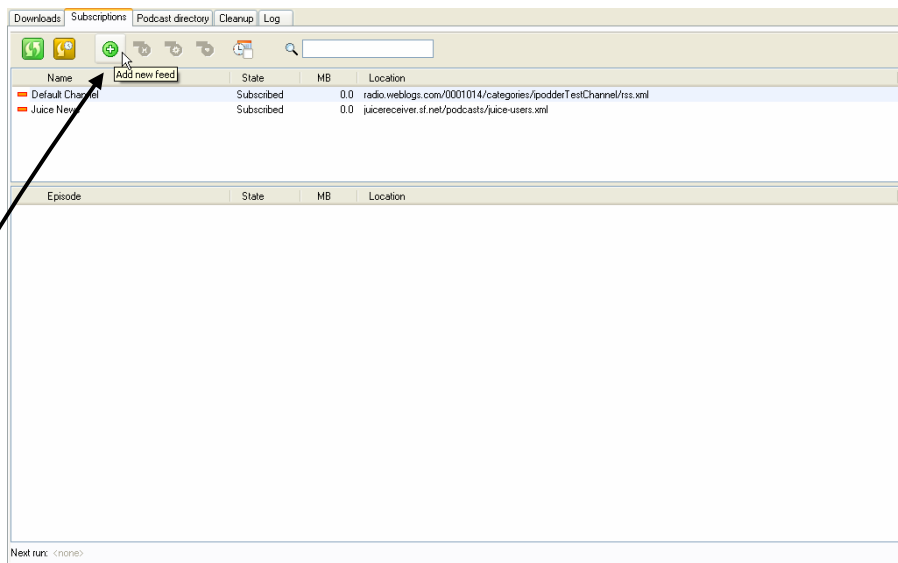 Downloads Subscriptions Podcast directory Cleanup Log
Add new feed
Name State MB Location
Default Channel Subscribed 0.0 radio.weblogs.com/0001014/categories/ipodderTestChannel/rss.xml
Juice News Subscribed 0.0 juicereceiver.sf.net/podcasts/juice-users.xml
Episode State MB Location
Next run: <none>